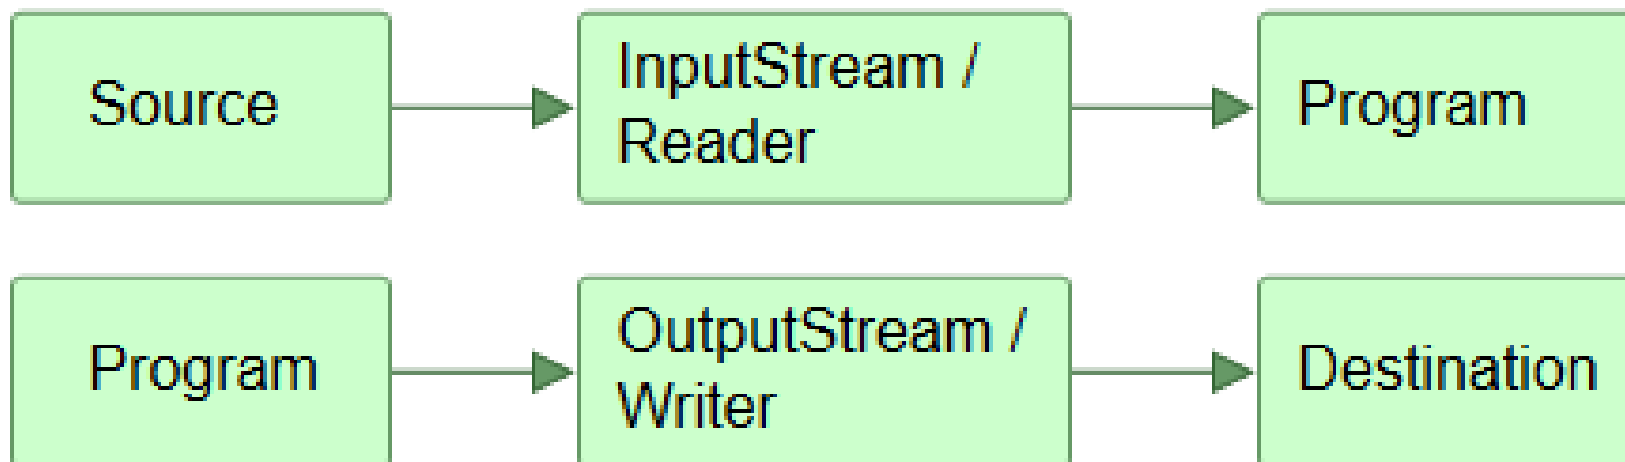 Source
InputStream /
Reader
Program
Program
OutputStream /
Writer
Destination